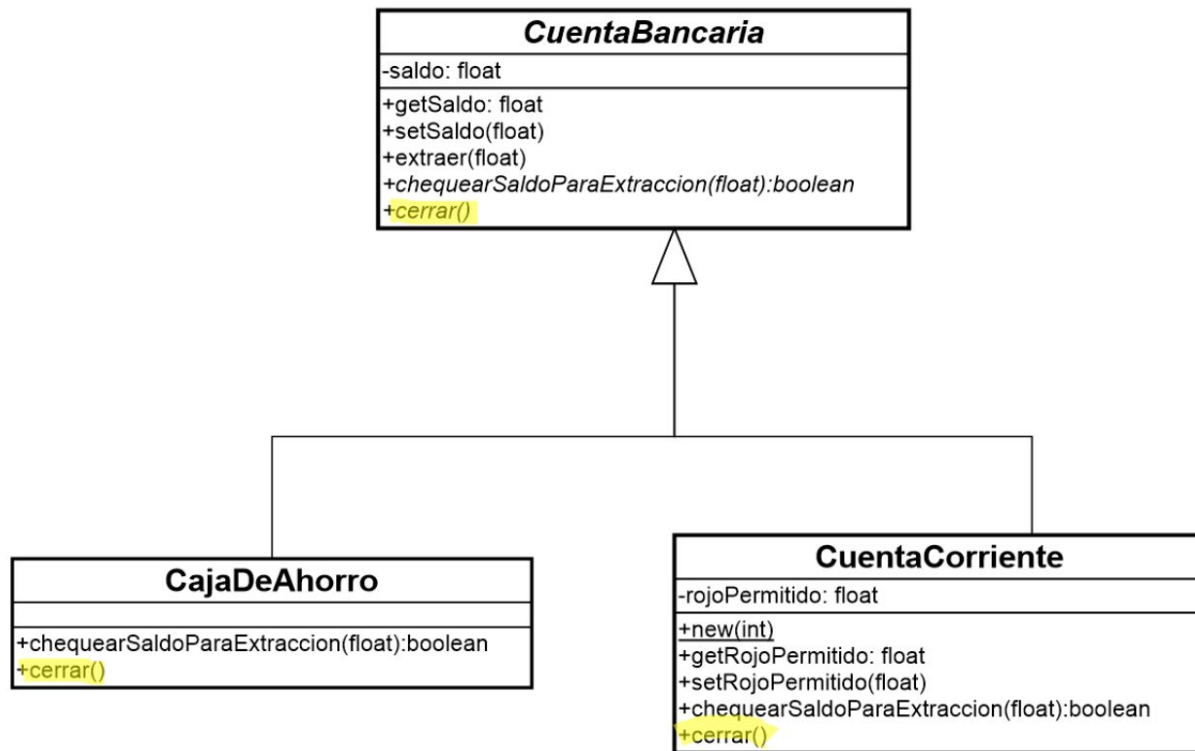 CuentaBancaria
-saldo: float
+getSaldo: float
+setSaldo(float)
+extraer(float)
+chequearSaldoParaExtraccion(float):boolean
+cerrar()
CajaDeAhorro
+chequearSaldoParaExtraccion(float):boolean
+cerrar()
CuentaCorriente
-rojoPermitido: float
+new(int)
+getRojoPermitido: float
+setRojoPermitido(float)
+chequearSaldoParaExtraccion(float):boolean
+cerrar()